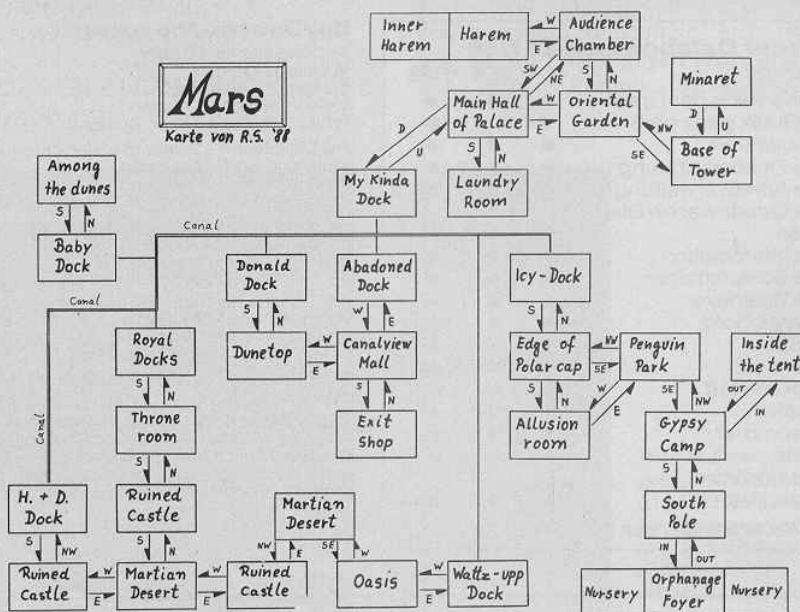 Inner
Harem
Harem
W
E
Audience
Chamber
SW
NE
S
N
Minaret
Mars
Karte von R.S. '88
Main Hall
of Palace
W
E
Oriental
Garden
NW
SE
D
U
Base of
Tower
D
U
S
N
Among
the dunes
My Kinda
Dock
Laundry
Room
S
N
Canal
Baby
Dock
Donald
Dock
Abadoned
Dock
Icy-Dock
Canal
S
N
W
E
S
N
Royal
Docks
Dunetop
W
E
Canalview
Mall
Edge of
Polar cap
NW
SE
Penguin
Park
Inside
the tent
S
N
S
N
S
N
W
E
SE
NW
OUT
IN
Throne
room
Exit
Shop
Allusion
room
Gypsy
Camp
Canal
S
N
S
N
H. + D.
Dock
Ruined
Castle
Martian
Desert
South
Pole
S
NW
S
N
NW
E
SE
W
IN
OUT
Ruined
Castle
W
E
Martian
Desert
W
E
Ruined
Castle
Oasis
W
E
Wattz-upp
Dock
Nursery
Orphanage
Foyer
Nursery